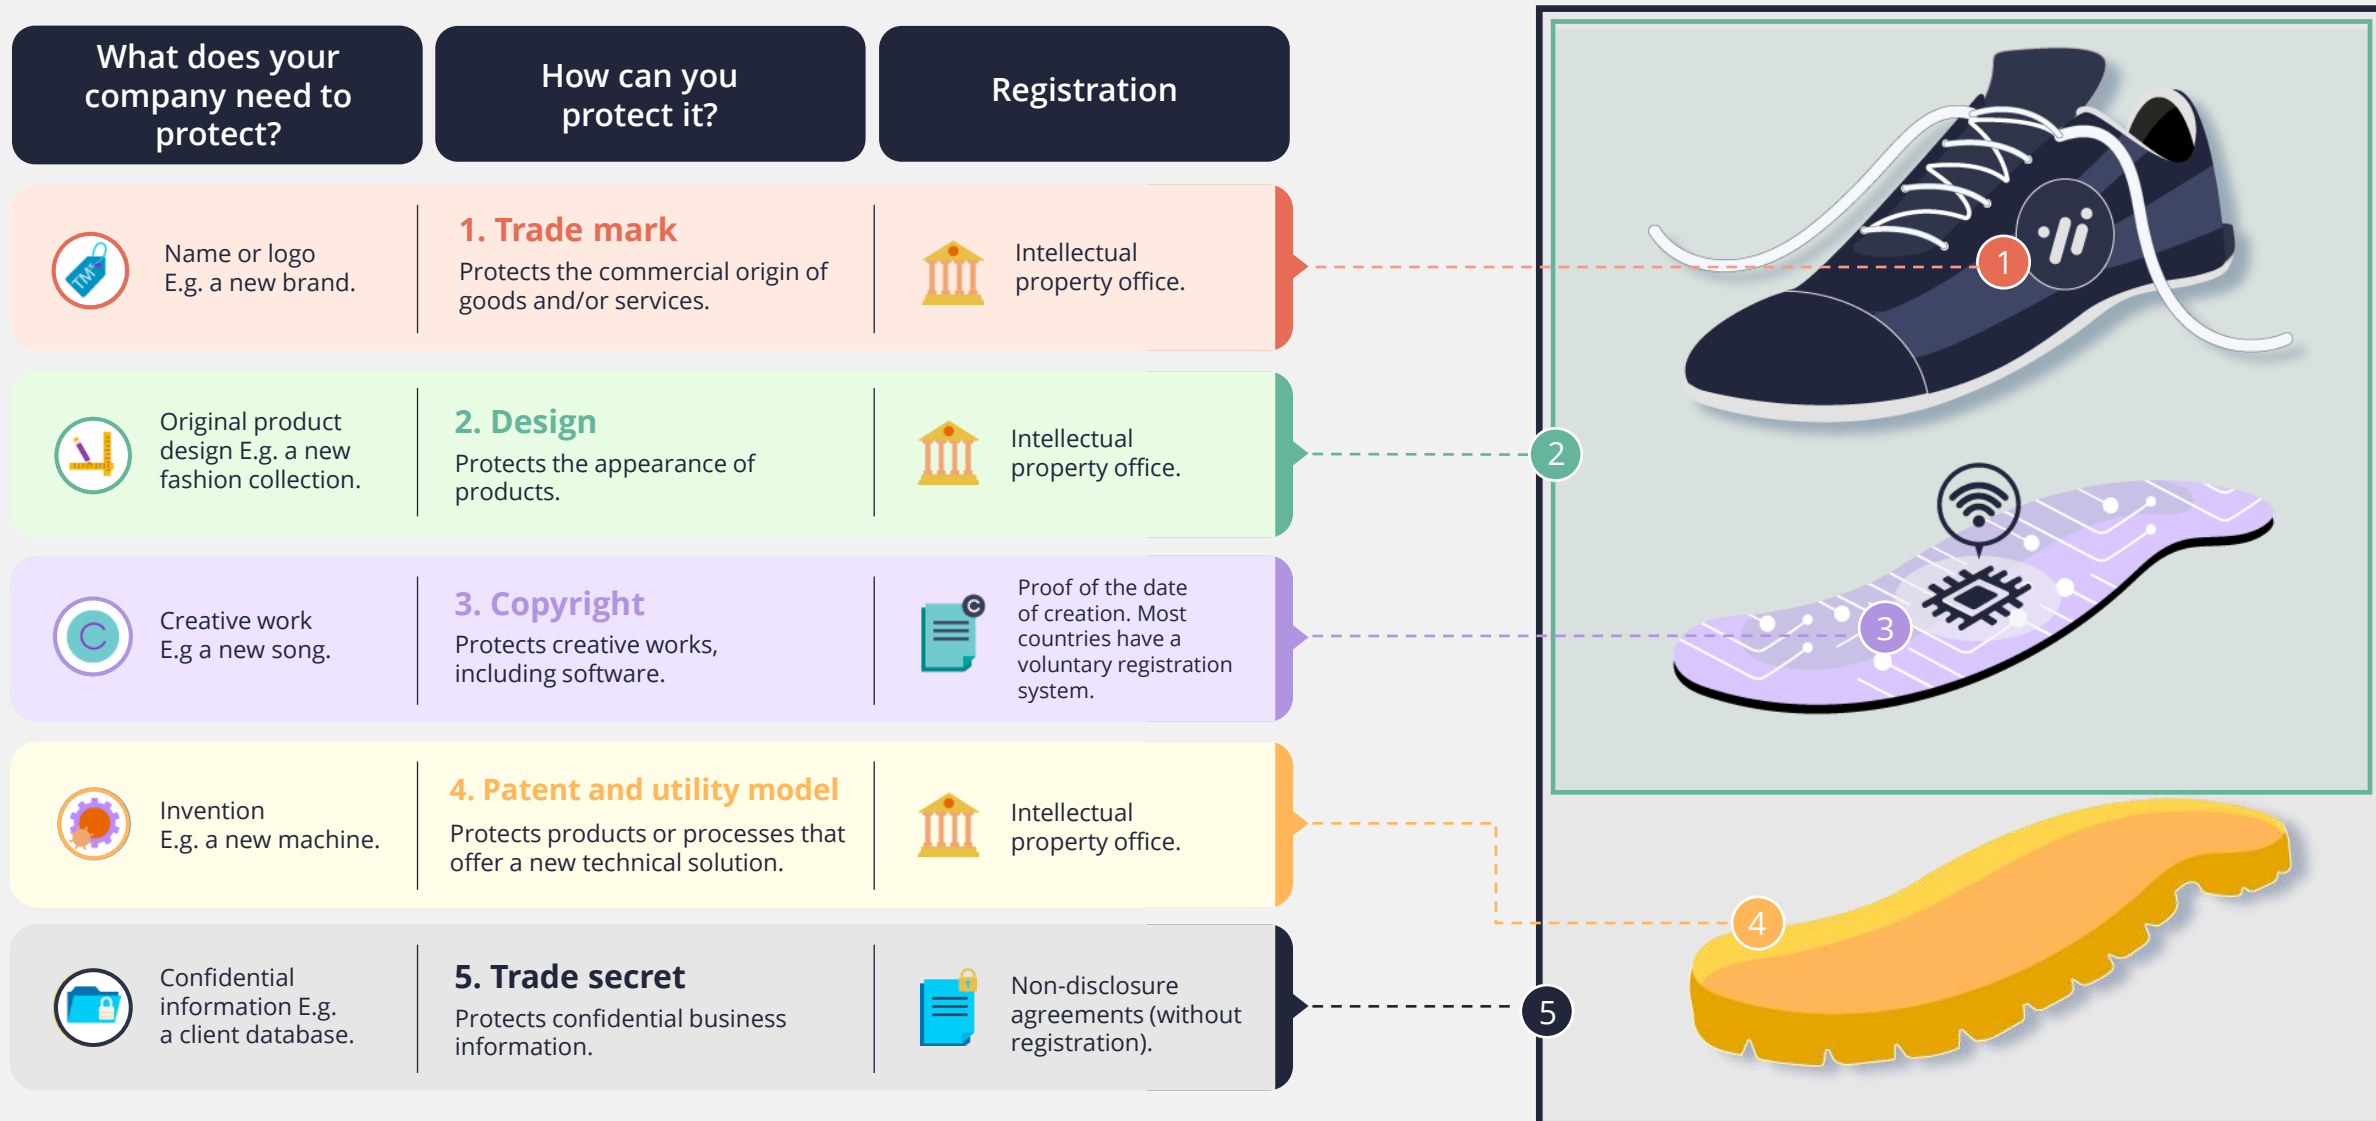 What does your
company need to
protect?
How can you
protect it?
Registration
TM
Name or logo
E.g. a new brand.
1. Trade mark
Protects the commercial origin of
goods and/or services.
Intellectual
property office.
1
Original product
design E.g. a new
fashion collection.
2. Design
Protects the appearance of
products.
Intellectual
property office.
2
C
Creative work
E.g a new song.
3. Copyright
Protects creative works,
including software.
C
Proof of the date
of creation. Most
countries have a
voluntary registration
system.
3
Invention
E.g. a new machine.
4. Patent and utility model
Protects products or processes that
offer a new technical solution.
Intellectual
property office.
4
Confidential
information E.g.
a client database.
5. Trade secret
Protects confidential business
information.
Non-disclosure
agreements (without
registration).
5